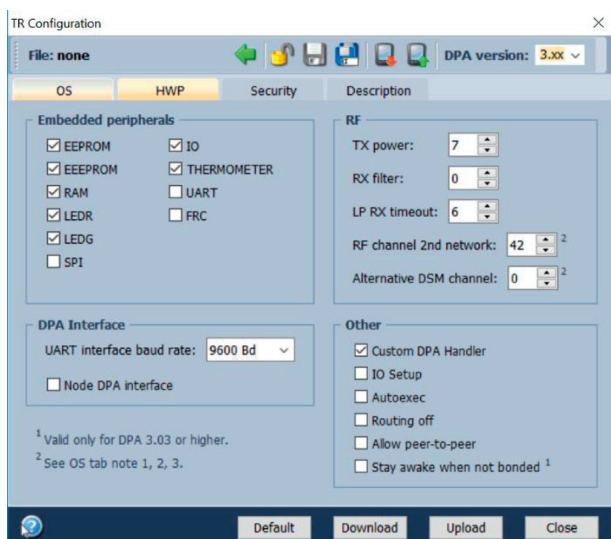 TR Configuration
File: none
DPA version: 3.xx
OS HWP Security Description
Embedded peripherals
EEPROM IO
EEEPROM THERMOMETER
RAM UART
LEDR FRC
LEDG
SPI
RF
TX power: 7
RX filter: 0
LP RX timeout: 6
RF channel 2nd network: 42 2
Alternative DSM channel: 0 2
DPA Interface
UART interface baud rate: 9600 Bd
Node DPA interface
1 Valid only for DPA 3.03 or higher.
2 See OS tab note 1, 2, 3.
Other
Custom DPA Handler
IO Setup
Autoexec
Routing off
Allow peer-to-peer
Stay awake when not bonded 1
Default Download Upload Close